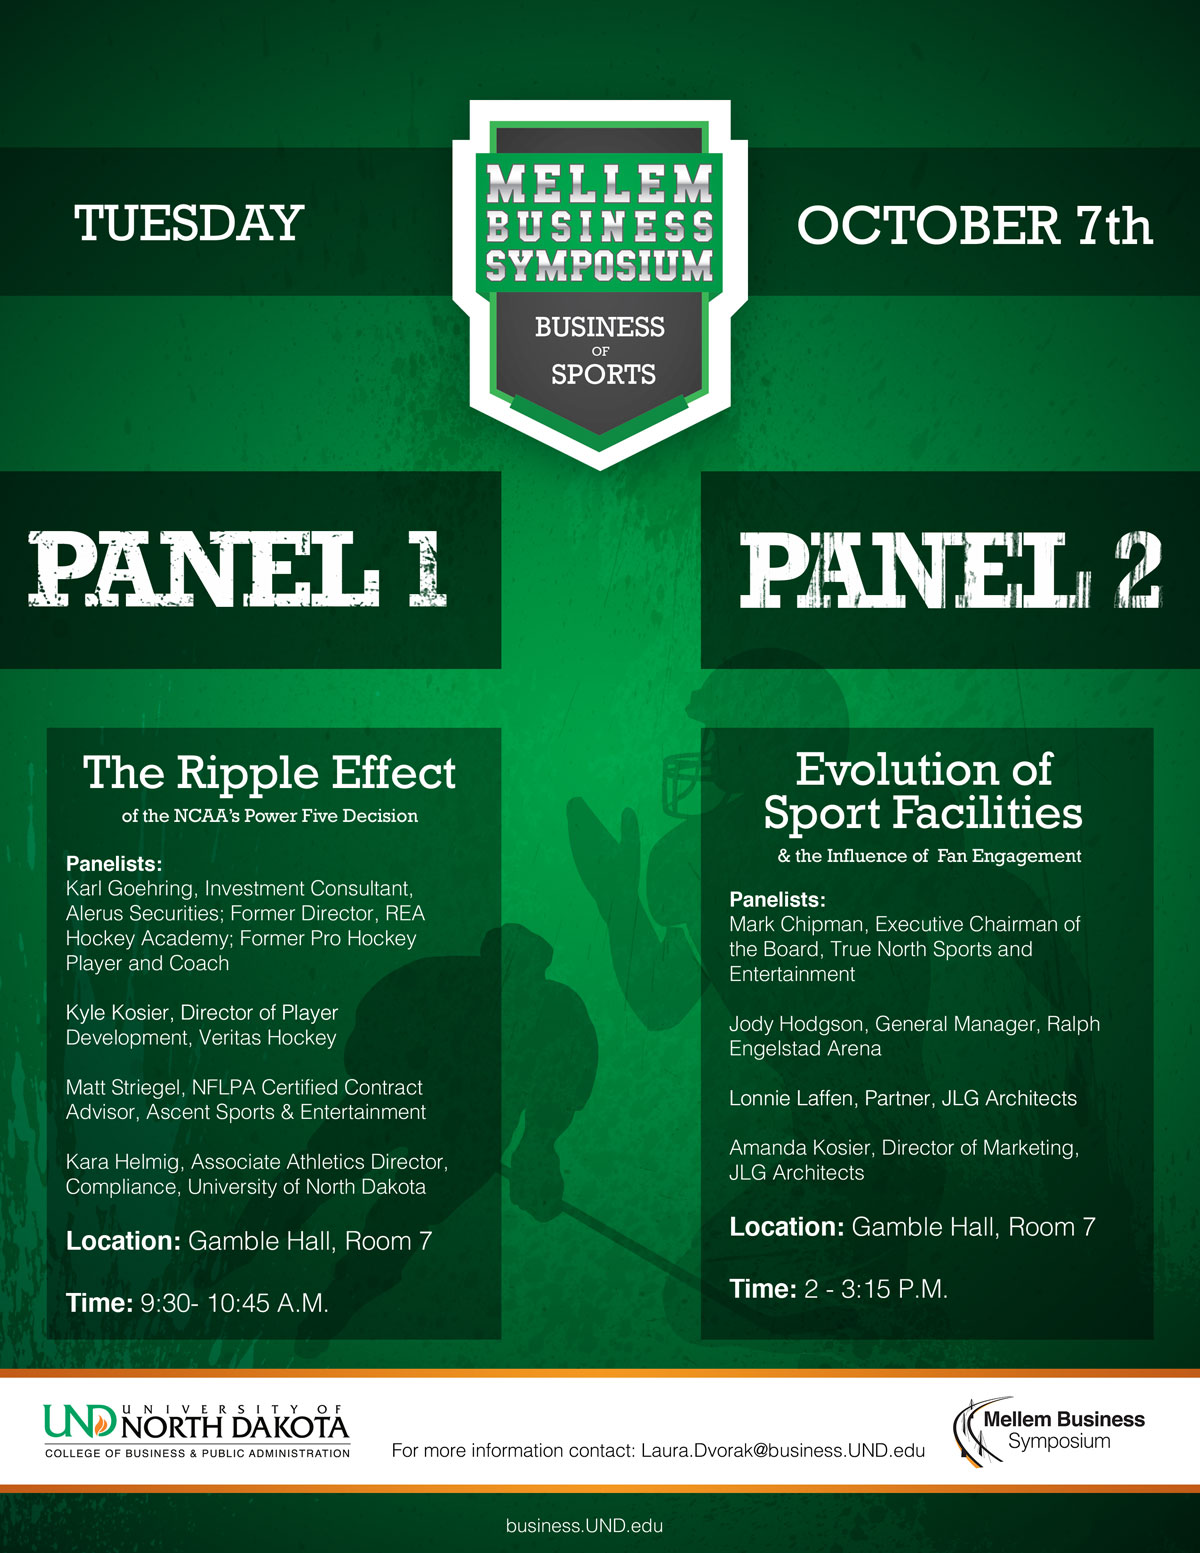 TUESDAY
MELLEM
BUSINESS
SYMPOSIUM
BUSINESS
OF
SPORTS
OCTOBER 7th
PANEL 1
The Ripple Effect
of the NCAA's Power Five Decision
Panelists:
Karl Goehring, Investment Consultant,
Alerus Securities; Former Director, REA
Hockey Academy; Former Pro Hockey
Player and Coach
Kyle Kosier, Director of Player
Development, Veritas Hockey
Matt Striegel, NFLPA Certified Contract
Advisor, Ascent Sports & Entertainment
Kara Helmig, Associate Athletics Director,
Compliance, University of North Dakota
Location: Gamble Hall, Room 7
Time: 9:30- 10:45 A.M.
PANEL 2
Evolution of
Sport Facilities
& the Influence of Fan Engagement
Panelists:
Mark Chipman, Executive Chairman of
the Board, True North Sports and
Entertainment
Jody Hodgson, General Manager, Ralph
Engelstad Arena
Lonnie Laffen, Partner, JLG Architects
Amanda Kosier, Director of Marketing,
JLG Architects
Location: Gamble Hall, Room 7
Time: 2 - 3:15 P.M.
UND UNIVERSITY OF
NORTH DAKOTA
COLLEGE OF BUSINESS & PUBLIC ADMINISTRATION
For more information contact: Laura.Dvorak@business.UND.edu
Mellem Business
Symposium
business.UND.edu